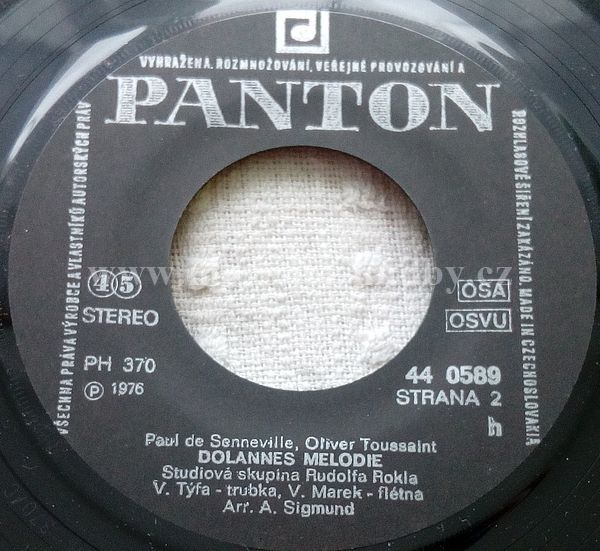 VŠECHNA PRÁVA VÝROBCE A VLASTNÍKŮ AUTORSKÝCH PRÁV
VYHRAŽENA. ROZMNOŽOVÁNÍ, VEŘEJNÉ PROVOZOVÁNÍ A
ROZHLASOVÉ ŠÍŘENÍ ZAKÁZÁNO. MADE IN CZECHOSLOVAKIA
PANTON
45
STEREO
OSA
OSVU
PH 370
Ⓟ 1976
44 0589
STRANA 2
h
Paul de Senneville, Oliver Toussaint
DOLANNES MELODIE
Studiová skupina Rudolfa Rokla
V. Týfa - trubka, V. Marek - flétna
Arr. A. Sigmund